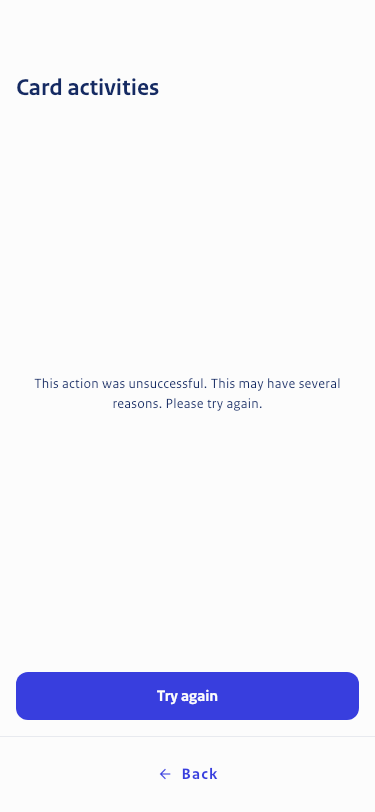 Card activities
This action was unsuccessful. This may have several
reasons. Please try again.
Try again
Back